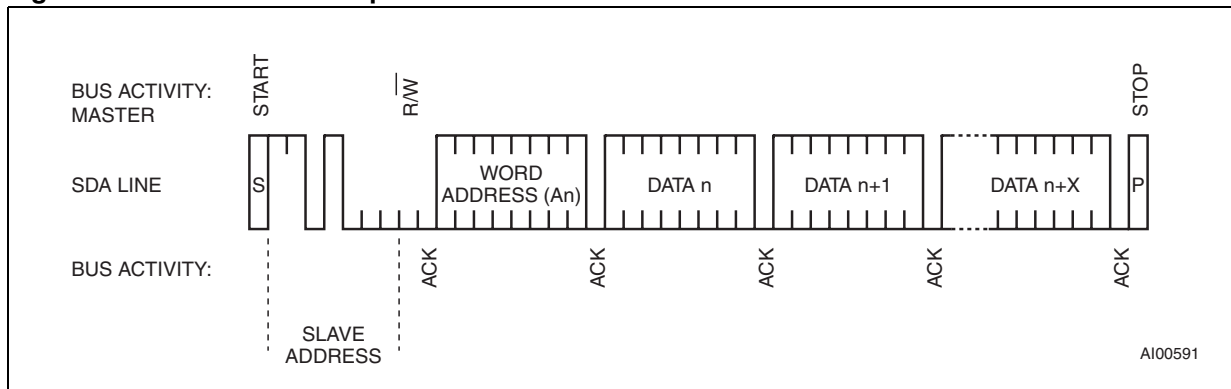 BUS ACTIVITY:
MASTER
START
R/W
STOP
SDA LINE
S
WORD
ADDRESS (An)
DATA n
DATA n+1
DATA n+X
P
BUS ACTIVITY:
ACK
ACK
ACK
ACK
ACK
SLAVE
ADDRESS
AI00591